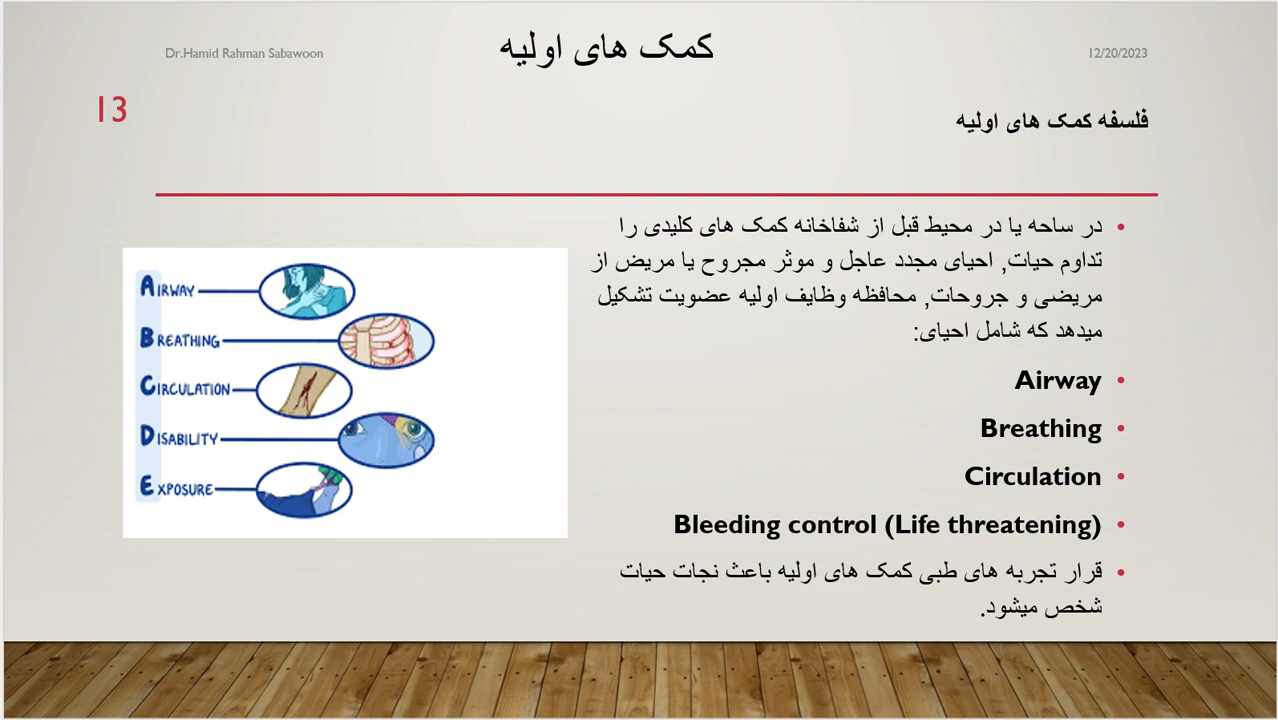 Dr.Hamid Rahman Sabawoon
کمک های اولیه
12/20/2023
13
فلسفه کمک های اولیه
در ساحه یا در محیط قبل از شفاخانه کمک های کلیدی را
تداوم حیات, احیای مجدد عاجل و موثر مجروح یا مریض از
مریضی و جروحات, محافظه وظایف اولیه عضویت تشکیل
میدهد که شامل احیای:
Airway
Breathing
Circulation
Bleeding control (Life threatening)
قرار تجربه های طبی کمک های اولیه باعث نجات حیات
شخص میشود.
AIRWAY
BREATHING
CIRCULATION
DISABILITY
EXPOSURE